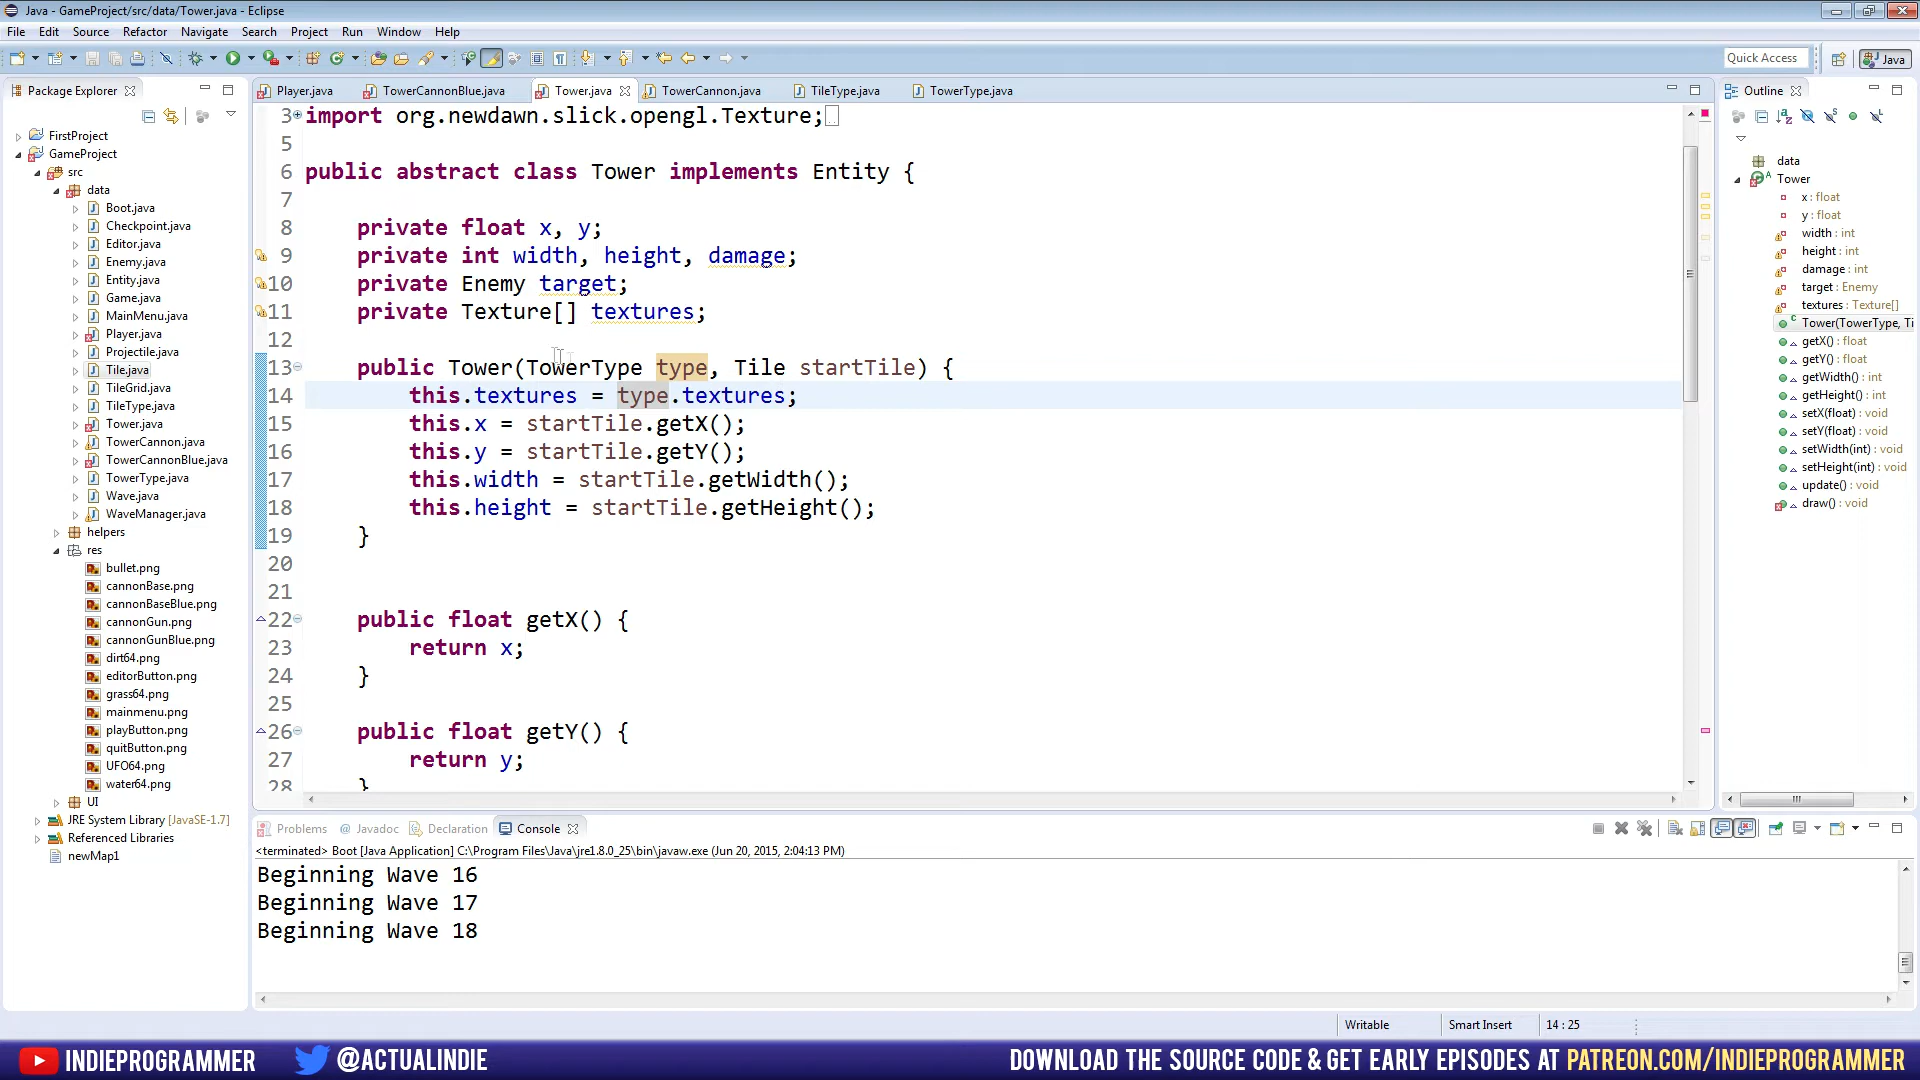 Java - GameProject/src/data/Tower.java - Eclipse
File Edit Source Refactor Navigate Search Project Run Window Help
Quick Access
Java
Package Explorer
FirstProject
GameProject
src
data
Boot.java
Checkpoint.java
Editor.java
Enemy.java
Entity.java
Game.java
MainMenu.java
Player.java
Projectile.java
Tile.java
TileGrid.java
TileType.java
Tower.java
TowerCannon.java
TowerCannonBlue.java
TowerType.java
Wave.java
WaveManager.java
helpers
res
bullet.png
cannonBase.png
cannonBaseBlue.png
cannonGun.png
cannonGunBlue.png
dirt64.png
editorButton.png
grass64.png
mainmenu.png
playButton.png
quitButton.png
UFO64.png
water64.png
UI
JRE System Library [JavaSE-1.7]
Referenced Libraries
newMap1
Player.java TowerCannonBlue.java Tower.java TowerCannon.java TileType.java TowerType.java
3 import org.newdawn.slick.opengl.Texture;
5
6 public abstract class Tower implements Entity {
7
8 private float x, y;
9 private int width, height, damage;
10 private Enemy target;
11 private Texture[] textures;
12
13 public Tower(TowerType type, Tile startTile) {
14 this.textures = type.textures;
15 this.x = startTile.getX();
16 this.y = startTile.getY();
17 this.width = startTile.getWidth();
18 this.height = startTile.getHeight();
19 }
20
21
22 public float getX() {
23 return x;
24 }
25
26 public float getY() {
27 return y;
28 }
Outline
data
Tower
x : float
y : float
width : int
height : int
damage : int
target : Enemy
textures : Texture[]
Tower(TowerType, Ti
getX() : float
getY() : float
getWidth() : int
getHeight() : int
setX(float) : void
setY(float) : void
setWidth(int) : void
setHeight(int) : void
update() : void
draw() : void
Problems @ Javadoc Declaration Console
<terminated> Boot [Java Application] C:\Program Files\Java\jre1.8.0_25\bin\javaw.exe (Jun 20, 2015, 2:04:13 PM)
Beginning Wave 16
Beginning Wave 17
Beginning Wave 18
Writable Smart Insert 14 : 25
INDIEPROGRAMMER @ACTUALINDIE DOWNLOAD THE SOURCE CODE & GET EARLY EPISODES AT PATREON.COM/INDIEPROGRAMMER